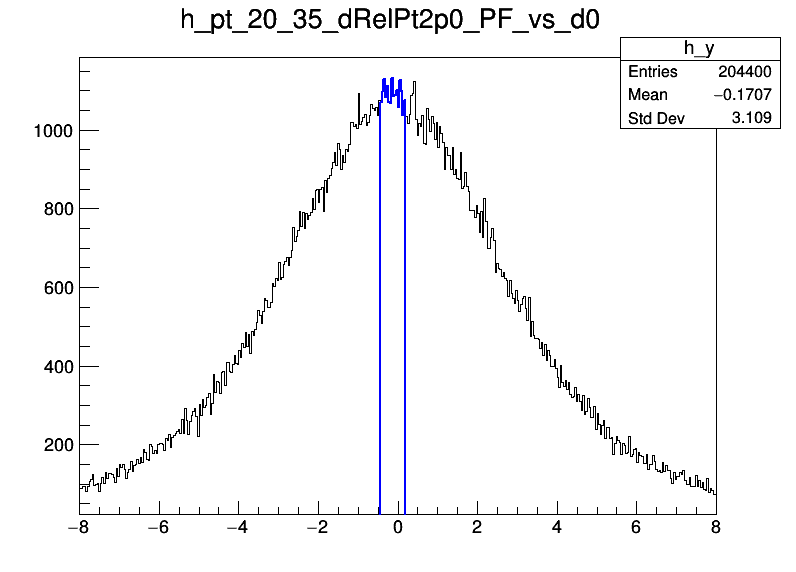 h_pt_20_35_dRelPt2p0_PF_vs_d0
h_y
Entries 204400
Mean −0.1707
Std Dev 3.109
1000
800
600
400
200
−8 −6 −4 −2 0 2 4 6 8